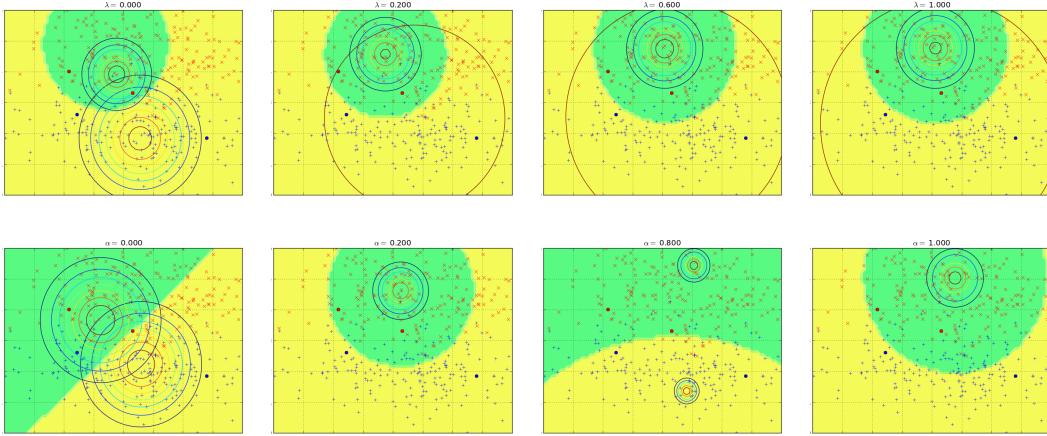 λ = 0.000
λ = 0.200
λ = 0.600
λ = 1.000
α = 0.000
α = 0.200
α = 0.800
α = 1.000